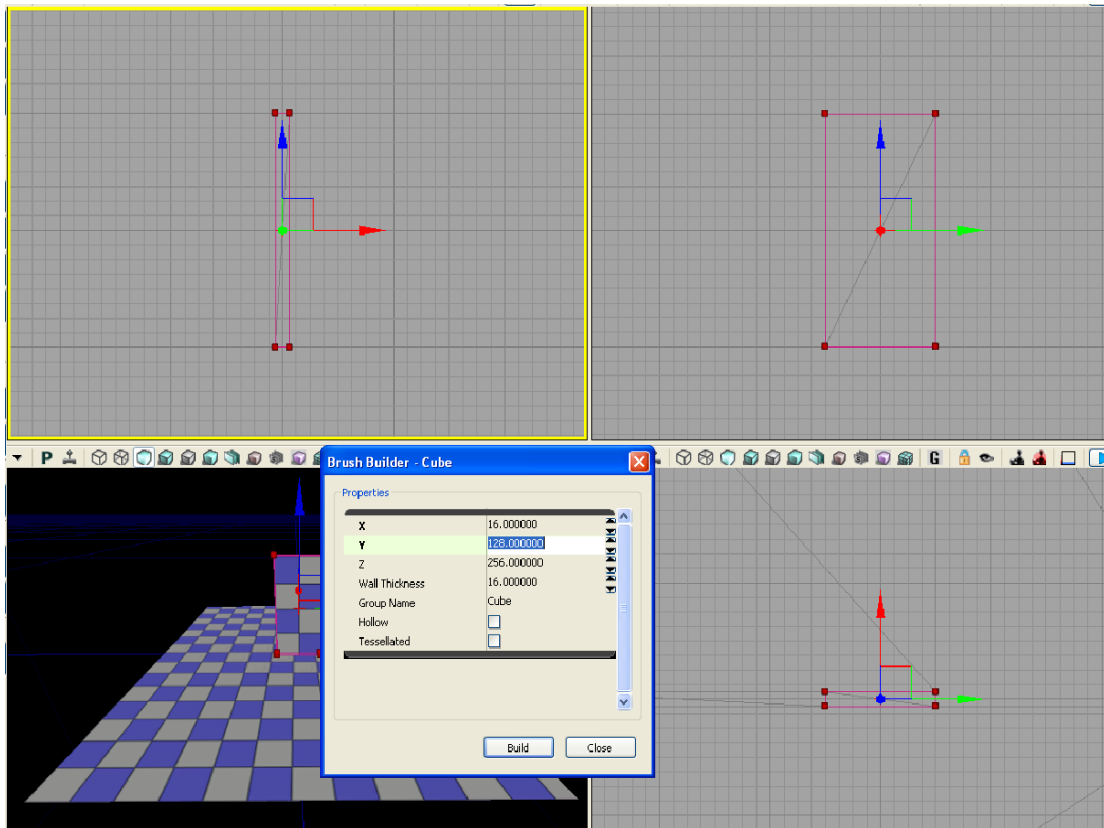 P
G
Brush Builder - Cube
Properties
X 16.000000
Y 128.000000
Z 256.000000
Wall Thickness 16.000000
Group Name Cube
Hollow
Tessellated
Build Close